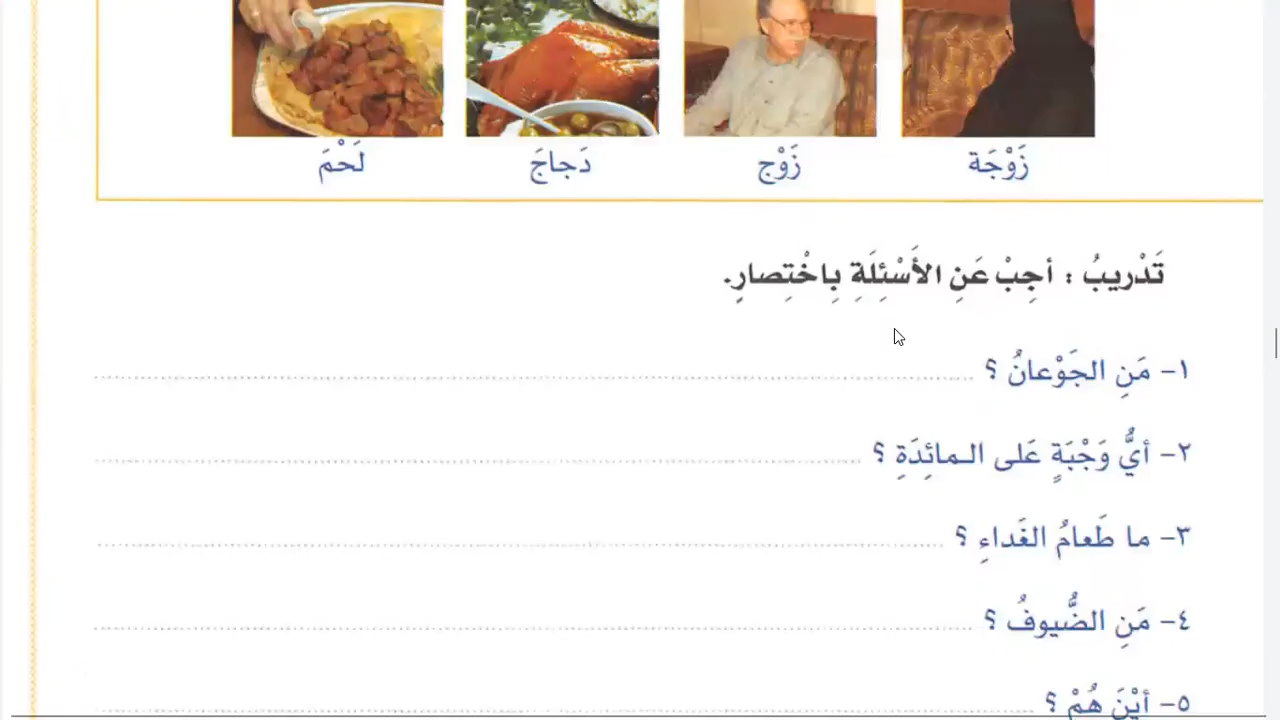 زَوْجَة زَوْج دَجاجَ لَحْمَ
تَدْريبُ : أجِبْ عَنِ الأَسْئِلَةِ بِاخْتِصارِ.
١- مَنِ الجَوْعانُ ؟
٢- أيُّ وَجْبَةٍ عَلى المائِدَةِ ؟
٣- ما طَعامُ الغَداءِ ؟
٤- مَنِ الضُّيوفُ ؟
٥- أيْنَ هُمْ ؟